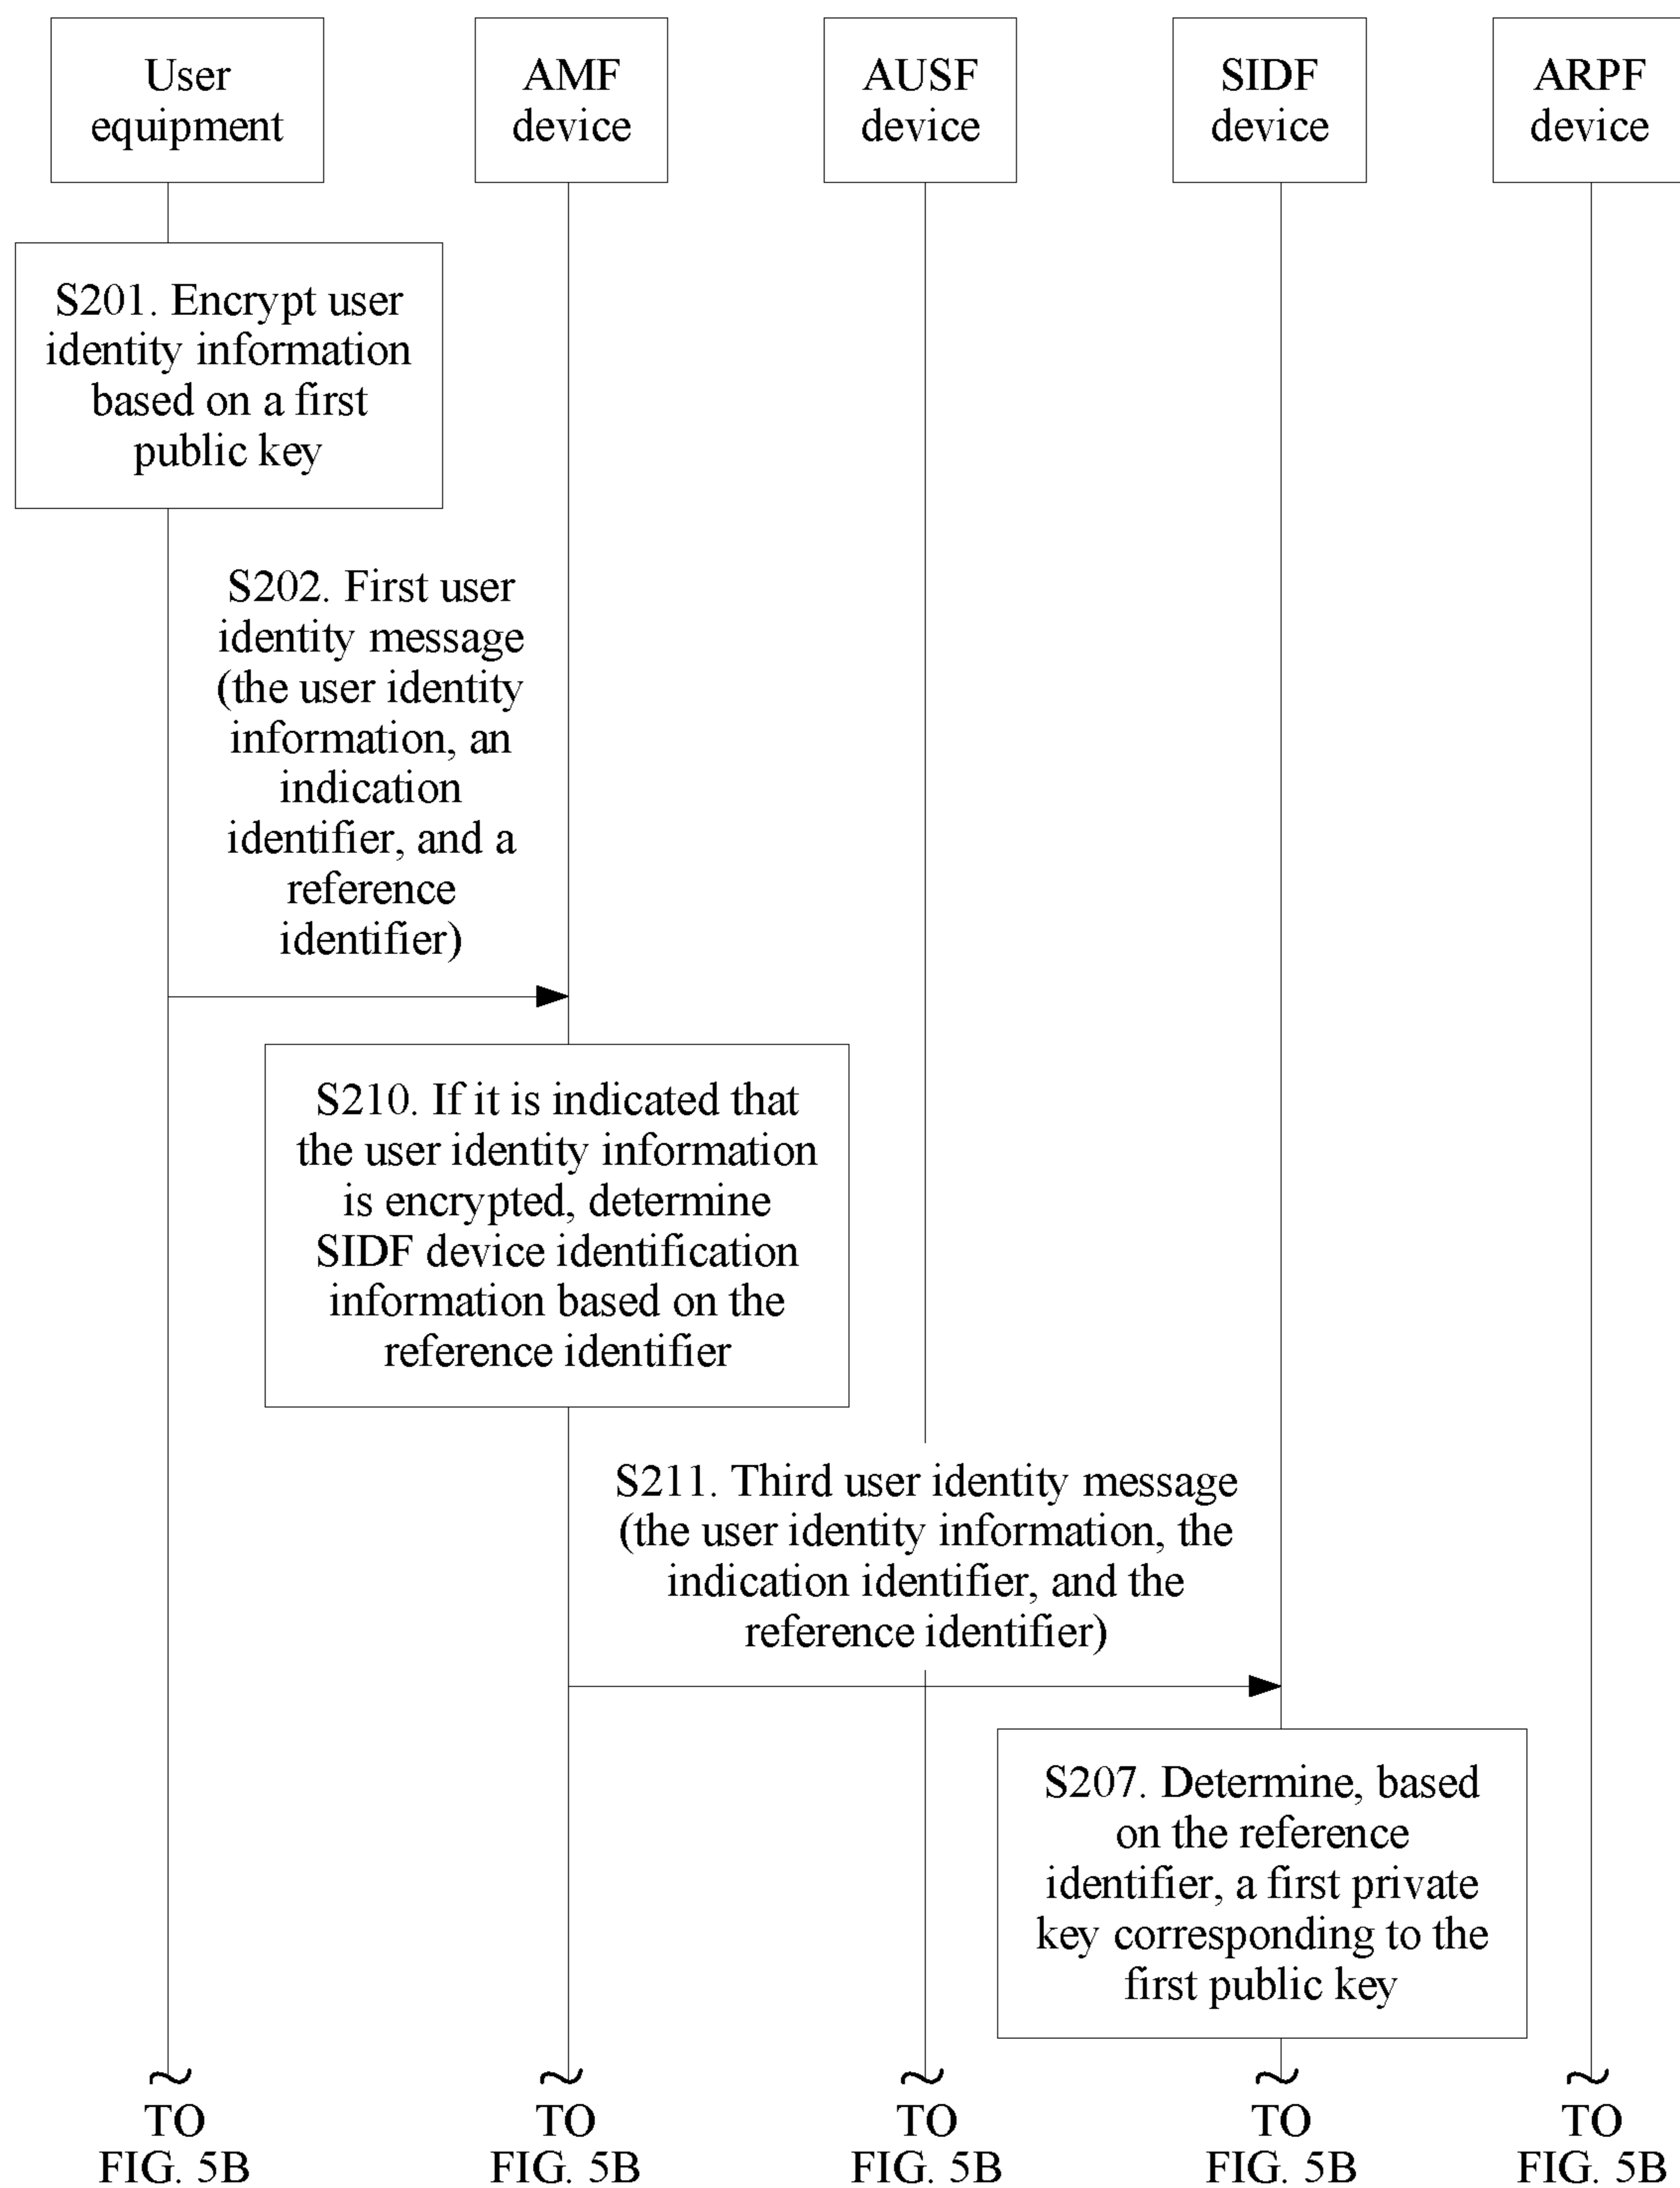 User
equipment
AMF
device
AUSF
device
SIDF
device
ARPF
device
S201. Encrypt user
identity information
based on a first
public key
S202. First user
identity message
(the user identity
information, an
indication
identifier, and a
reference
identifier)
S210. If it is indicated that
the user identity information
is encrypted, determine
SIDF device identification
information based on the
reference identifier
S211. Third user identity message
(the user identity information, the
indication identifier, and the
reference identifier)
S207. Determine, based
on the reference
identifier, a first private
key corresponding to the
first public key
TO
FIG. 5B
TO
FIG. 5B
TO
FIG. 5B
TO
FIG. 5B
TO
FIG. 5B